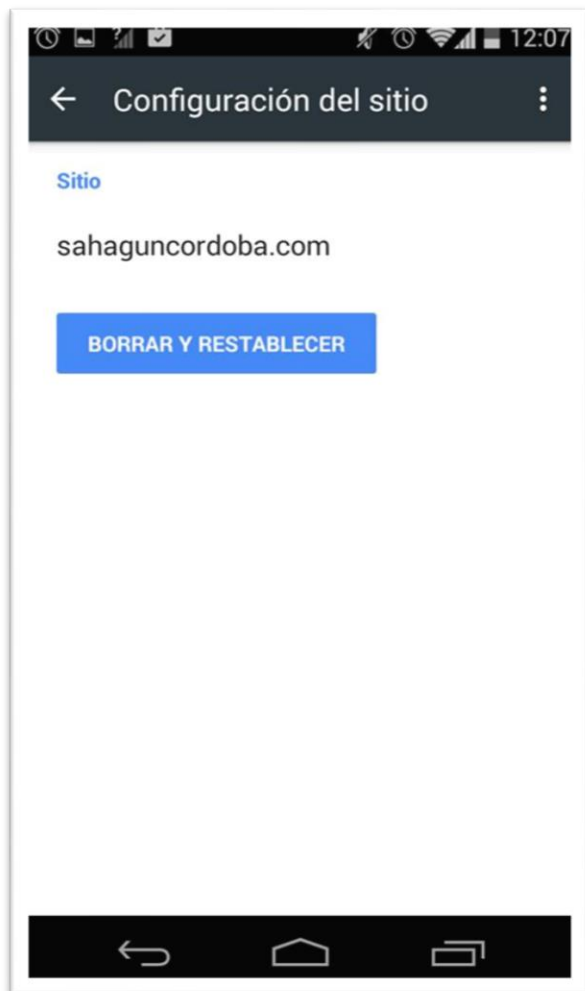 12:07
Configuración del sitio
Sitio
sahaguncordoba.com
BORRAR Y RESTABLECER